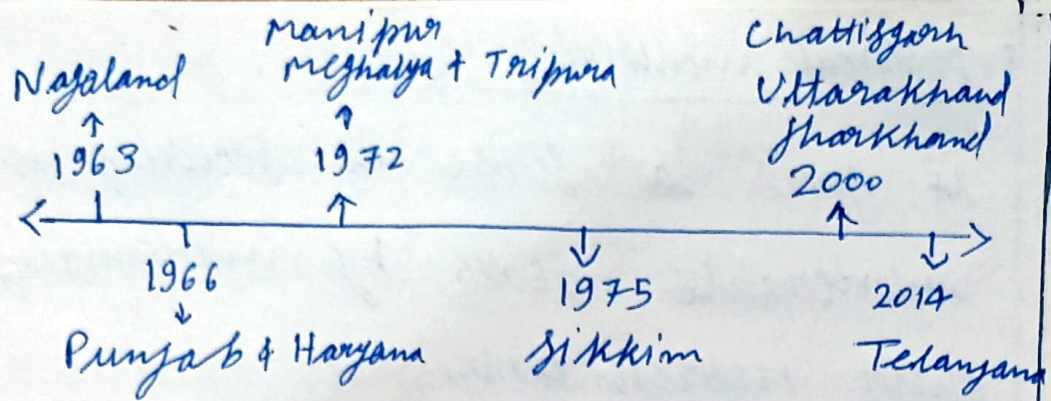 Manipur
Meghalya & Tripura
Nagaland
1963
1972
Chattisgarh
Uttarakhand
Jharkhand
2000
1966
Punjab & Haryana
1975
Sikkim
2014
Telangana